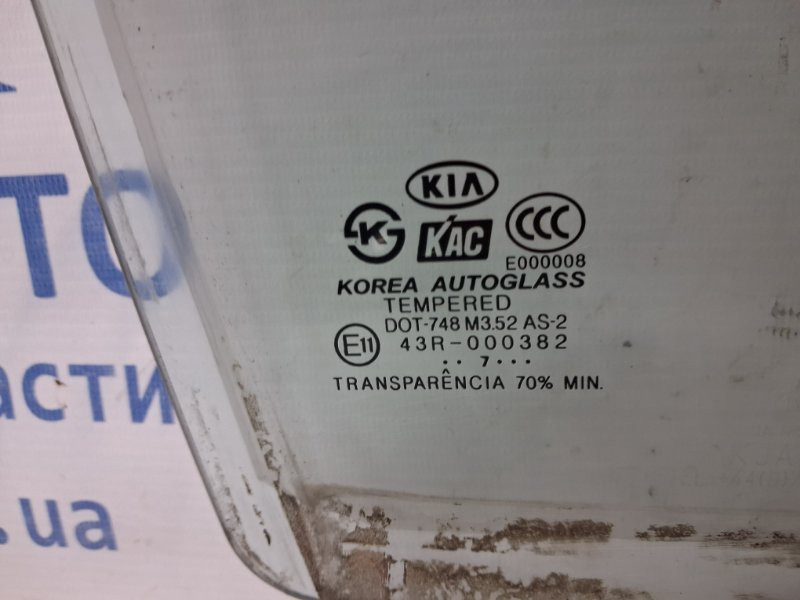 KIA
K KAC CCC
E000008
KOREA AUTOGLASS
TEMPERED
DOT-748 M3.52 AS-2
E11 43R-000382
.. 7 ...
TRANSPARÊNCIA 70% MIN.
ТО
асти
.ua